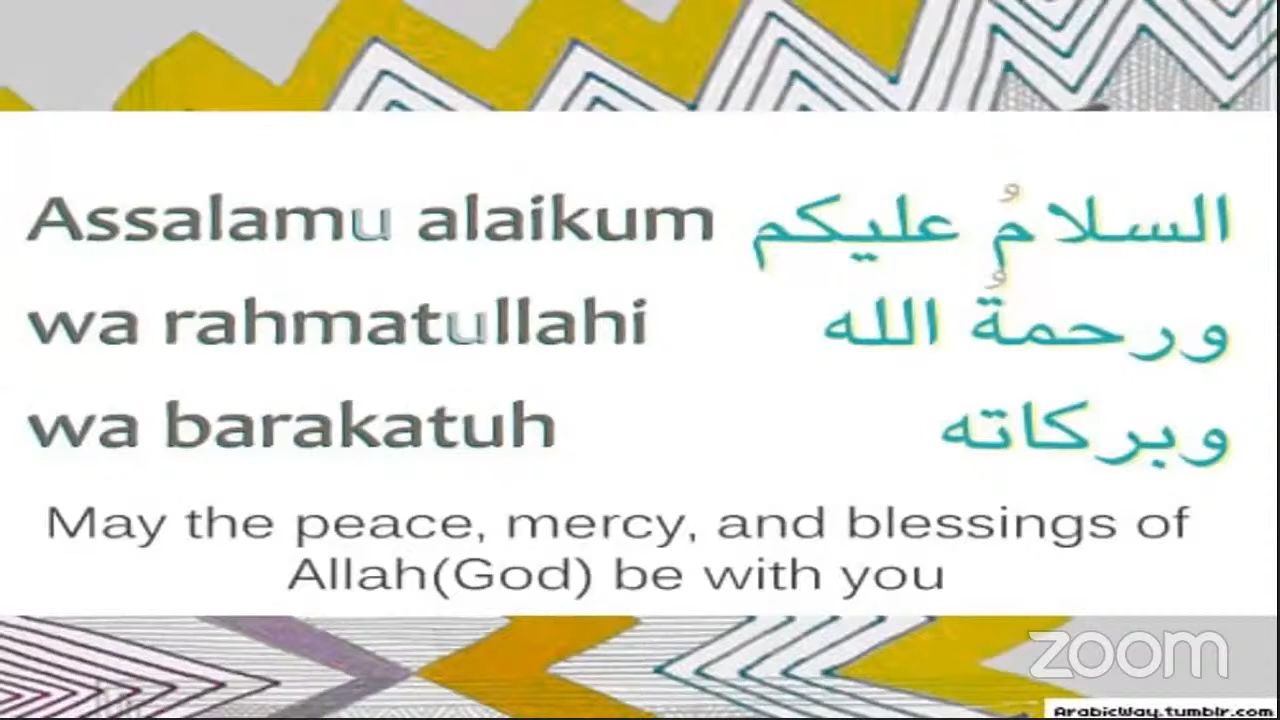 Assalamu alaikum السلامُ عليكم
wa rahmatullahi ورحمةُ الله
wa barakatuh وبركاته
May the peace, mercy, and blessings of
Allah(God) be with you
zoom
ArabicWay.tumblr.com